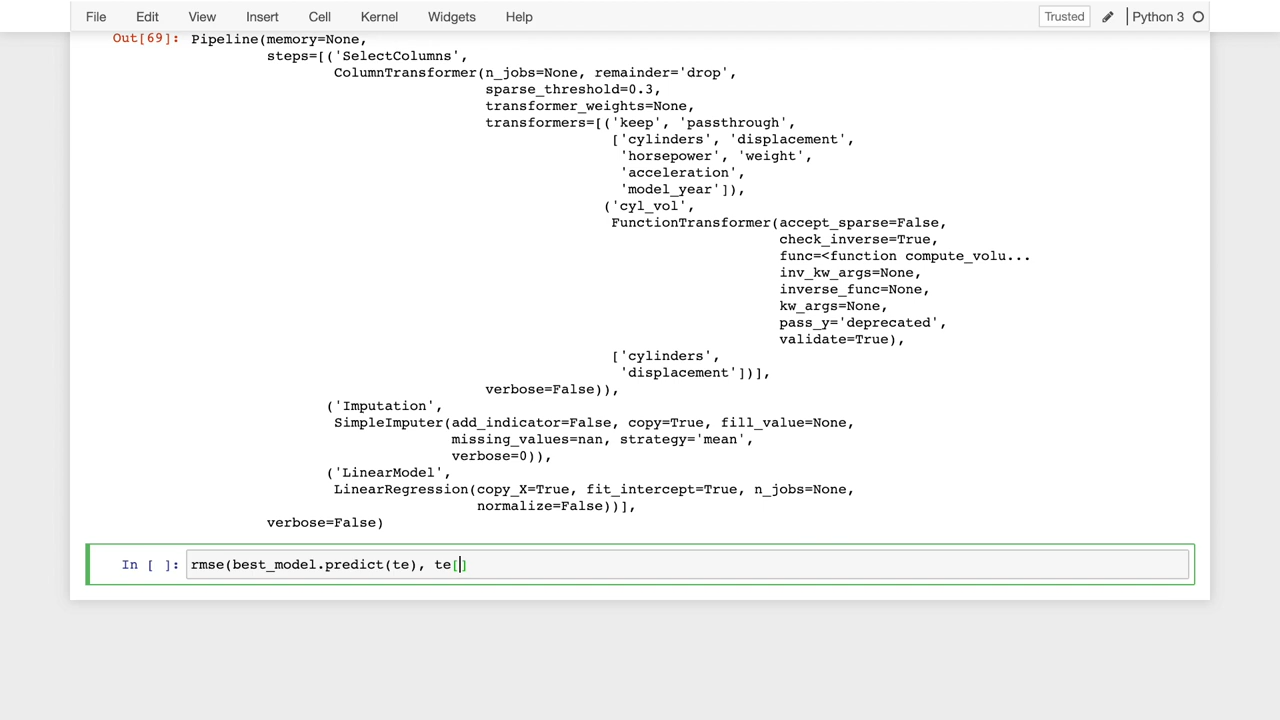 File Edit View Insert Cell Kernel Widgets Help Trusted Python 3
Out[69]: Pipeline(memory=None,
steps=[('SelectColumns',
ColumnTransformer(n_jobs=None, remainder='drop',
sparse_threshold=0.3,
transformer_weights=None,
transformers=[('keep', 'passthrough',
['cylinders', 'displacement',
'horsepower', 'weight',
'acceleration',
'model_year']),
('cyl_vol',
FunctionTransformer(accept_sparse=False,
check_inverse=True,
func=<function compute_volu...
inv_kw_args=None,
inverse_func=None,
kw_args=None,
pass_y='deprecated',
validate=True),
['cylinders',
'displacement'])],
verbose=False)),
('Imputation',
SimpleImputer(add_indicator=False, copy=True, fill_value=None,
missing_values=nan, strategy='mean',
verbose=0)),
('LinearModel',
LinearRegression(copy_X=True, fit_intercept=True, n_jobs=None,
normalize=False))],
verbose=False)
In [ ]: rmse(best_model.predict(te), te[]